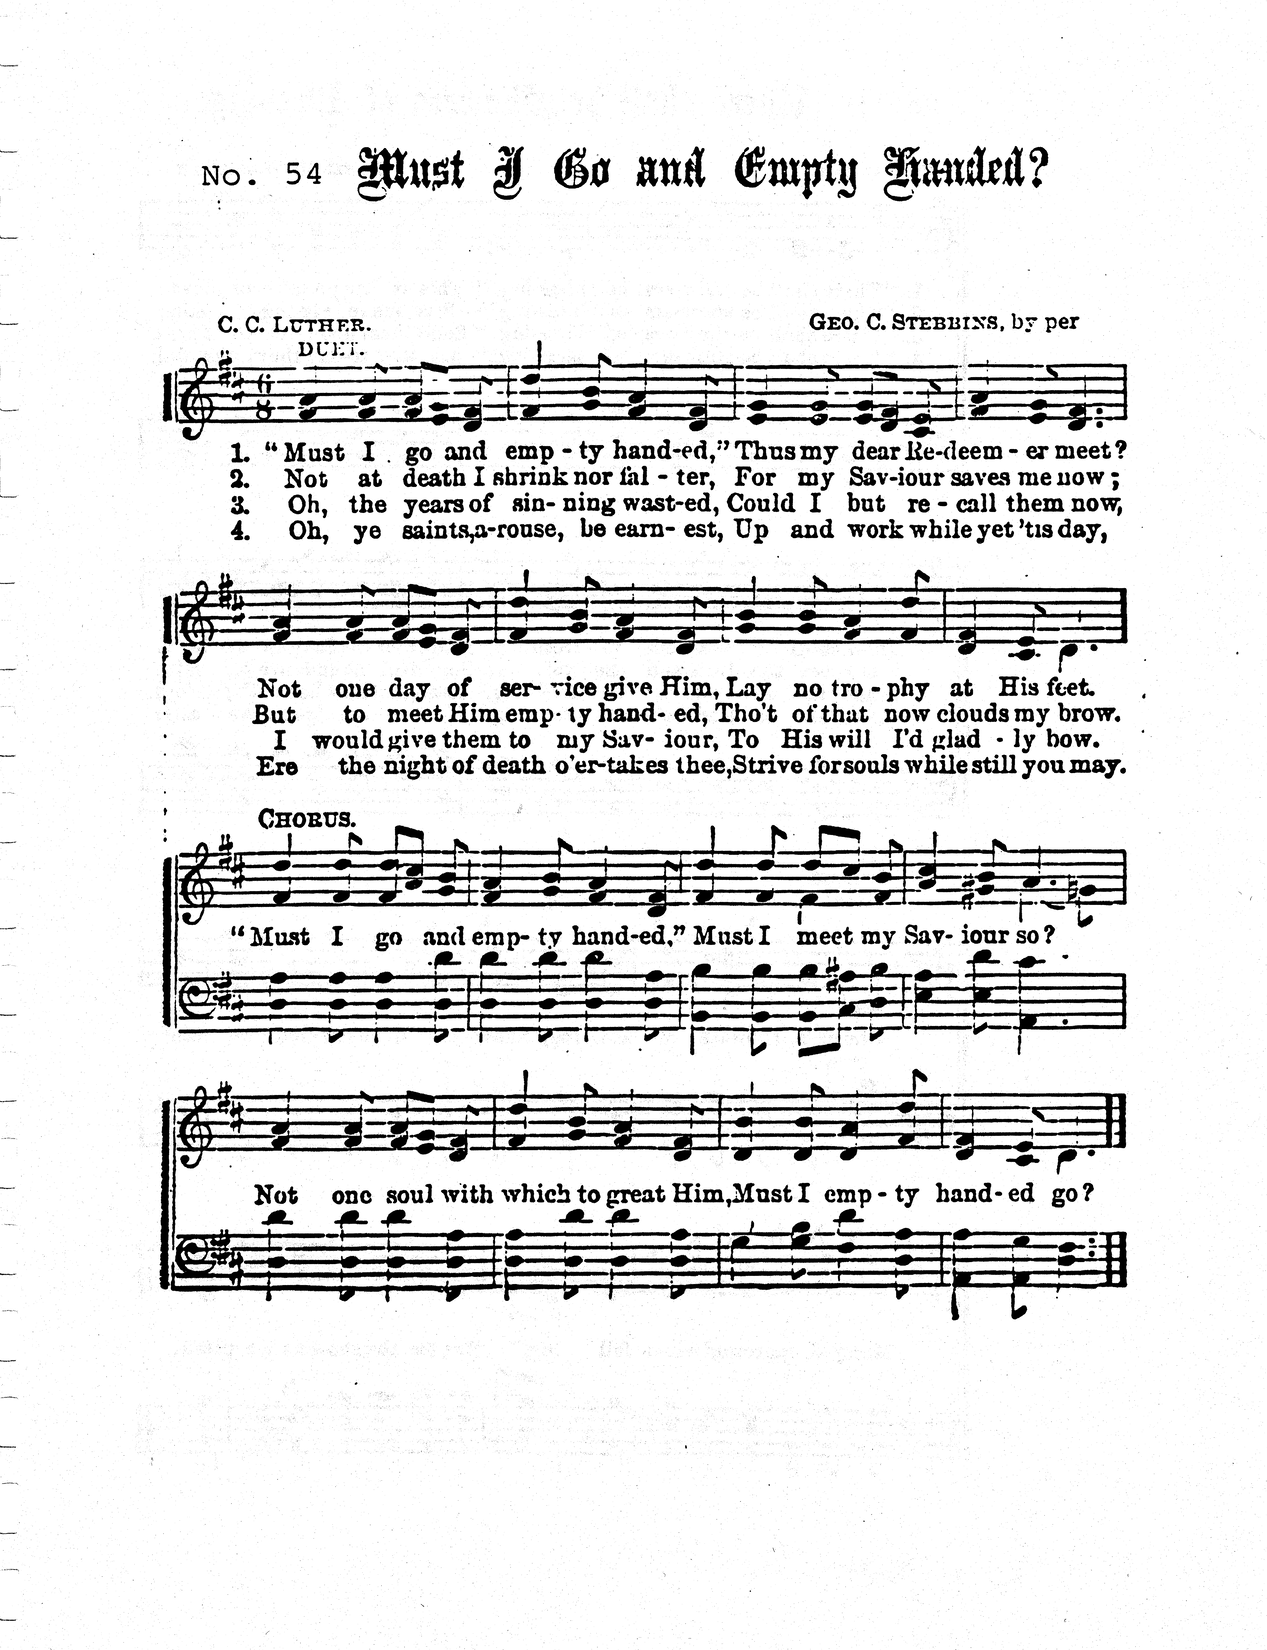 No. 54 Must I Go and Empty Handed?
C. C. LUTHER. GEO. C. STEBBINS, by per
DUET.
1. "Must I go and emp - ty hand-ed," Thus my dear Re-deem - er meet?
2. Not at death I shrink nor fal - ter, For my Sav-iour saves me now ;
3. Oh, the years of sin - ning wast-ed, Could I but re - call them now,
4. Oh, ye saints, a-rouse, be earn - est, Up and work while yet 'tis day,
Not one day of ser- vice give Him, Lay no tro - phy at His feet.
But to meet Him emp- ty hand- ed, Tho't of that now clouds my brow.
I would give them to my Sav- iour, To His will I'd glad - ly bow.
Ere the night of death o'er-takes thee, Strive for souls while still you may.
CHORUS.
"Must I go and emp- ty hand-ed," Must I meet my Sav- iour so?
Not one soul with which to great Him, Must I emp - ty hand- ed go?